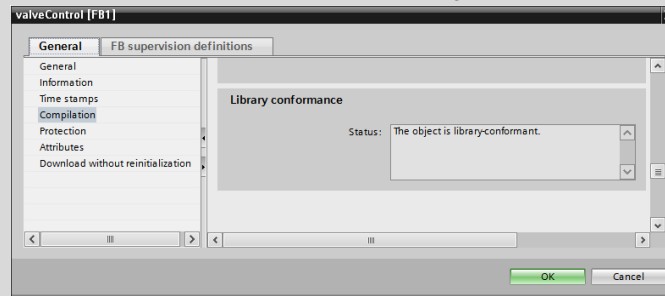 valveControl [FB1]
General
FB supervision definitions
General
Information
Time stamps
Compilation
Protection
Attributes
Download without reinitialization
Library conformance
Status:
The object is library-conformant.
OK
Cancel